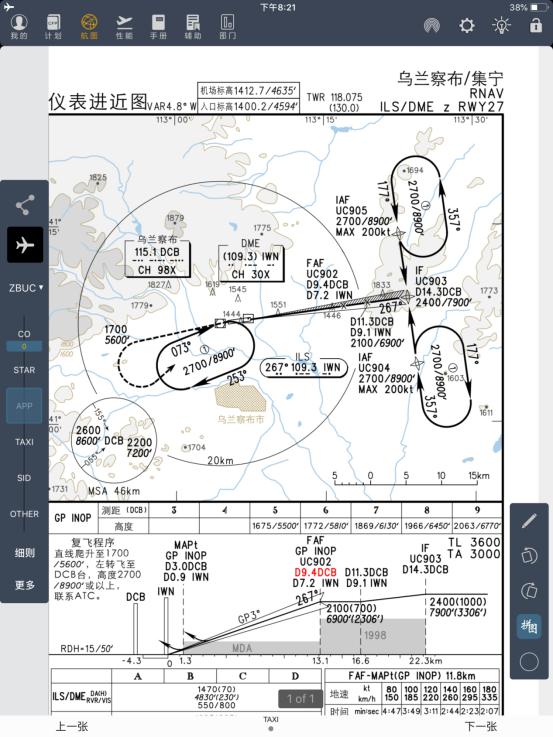 下午8:21
38%
我的
计划
航图
性能
手册
辅助
部门
仪表进近图
VAR4.8° W
机场标高1412.7/4635'
入口标高1400.2/4594'
TWR 118.075
(130.0)
乌兰察布/集宁
RNAV
ILS/DME z RWY27
113°00'
113°15'
113°30'
ZBUC
CO
0
STAR
APP
TAXI
SID
OTHER
细则
更多
1825
1879
1775
1694
乌兰察布
115.1 DCB
CH 98X
DME
(109.3) IWN
CH 30X
1827
1619
1545
1779
1551
1444
1446
1833
1773
1603
1611
1704
1731
IAF
UC905
2700/8900'
MAX 200kt
177°
2700/8900'
①
357°
FAF
UC902
D9.4DCB
D7.2 IWN
IF
UC903
D14.3DCB
2400/7900'
267°
D11.3DCB
D9.1 IWN
2100/6900'
IAF
UC904
2700/8900'
MAX 200kt
177°
2700/8900'
①
357°
1700
5600'
073°
①
2700/8900'
253°
ILS
267° 109.3 IWN
乌兰察布市
155°
2600
8600'
DCB
2200
7200'
055°
MSA 46km
20km
5 0 5 10 15km
GP INOP
测距 (DCB) 3 4 5 6 7 8 9
高度 1675/5500' 1772/5810' 1869/6130' 1966/6450' 2063/6770'
复飞程序
直线爬升至1700
/5600', 左转飞至
DCB台, 高度2700
/8900'或以上,
联系ATC。
TL 3600
TA 3000
MAPt
GP INOP
D3.0DCB
D0.9 IWN
FAF
GP INOP
UC902
D9.4DCB
D7.2 IWN
D11.3DCB
D9.1 IWN
IF
UC903
D14.3DCB
DCB
IWN
267°
GP3°
2100(700)
6900'(2306')
2400(1000)
7900'(3306')
1998
MDA
RDH=15/50'
-4.3 0 1.3 13.1 16.6 22.3km
A B C D
ILS/DME DA(H)
RVR/VIS
1470(70)
4830'(230')
550/800
1 of 1
FAF-MAPt(GP INOP) 11.8km
地速 kt 80 100 120 140 160 180
km/h 150 185 220 260 295 335
时间 min:sec 4:47 3:49 3:11 2:44 2:23 2:07
拼图
上一张
TAXI
下一张